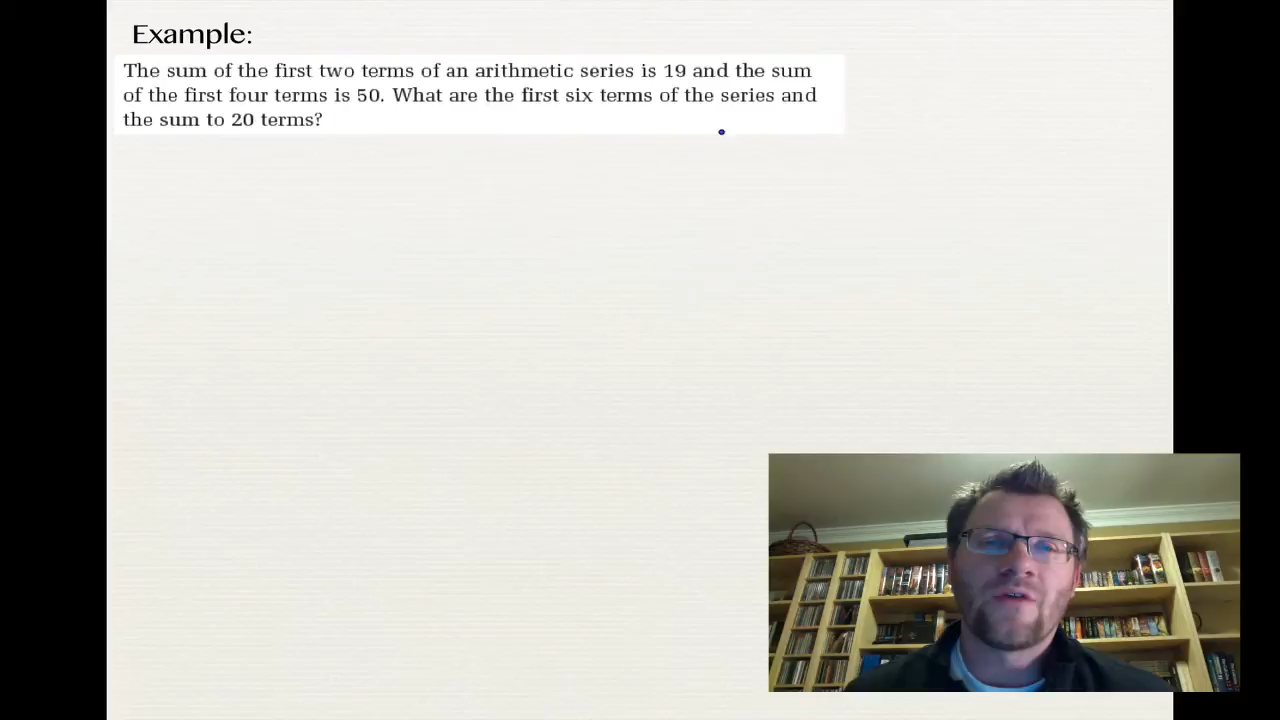 Example:
The sum of the first two terms of an arithmetic series is 19 and the sum
of the first four terms is 50. What are the first six terms of the series and
the sum to 20 terms?